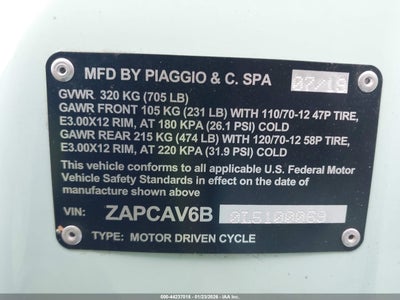 MFD BY PIAGGIO & C. SPA 07/19
GVWR 320 KG (705 LB)
GAWR FRONT 105 KG (231 LB) WITH 110/70-12 47P TIRE,
E3.00X12 RIM, AT 180 KPA (26.1 PSI) COLD
GAWR REAR 215 KG (474 LB) WITH 120/70-12 58P TIRE,
E3.00X12 RIM, AT 220 KPA (31.9 PSI) COLD
This vehicle conforms to all applicable U.S. Federal Motor
Vehicle Safety Standards in effect on the date of
manufacture shown above.
VIN: ZAPCAV6B
TYPE: MOTOR DRIVEN CYCLE